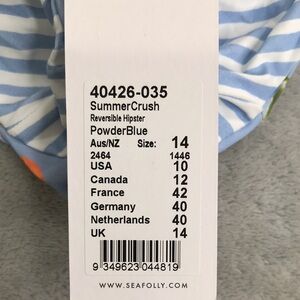 40426-035
SummerCrush
Reversible Hipster
PowderBlue
Aus/NZ Size: 14
2464 1446
USA 10
Canada 12
France 42
Germany 40
Netherlands 40
UK 14
9 349623 044819
WWW.SEAFOLLY.COM